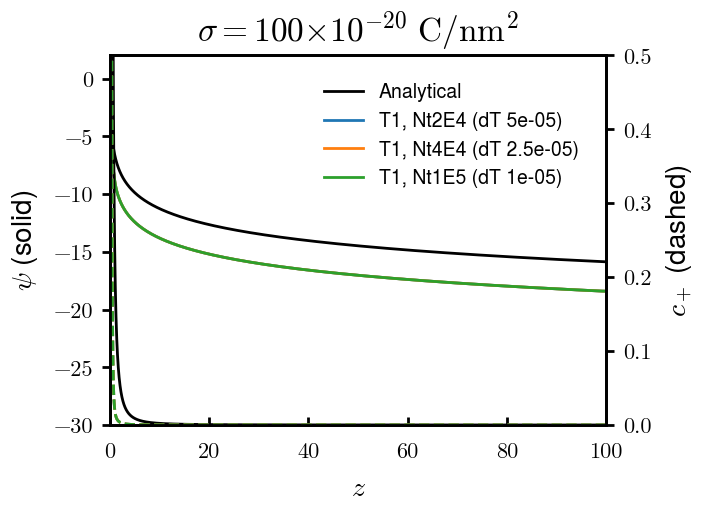 σ = 100×10⁻²⁰ C/nm²
Analytical
T1, Nt2E4 (dT 5e-05)
T1, Nt4E4 (dT 2.5e-05)
T1, Nt1E5 (dT 1e-05)
ψ (solid)
0
−5
−10
−15
−20
−25
−30
0.5
0.4
0.3
0.2
0.1
0.0
c₊ (dashed)
0 20 40 60 80 100
z